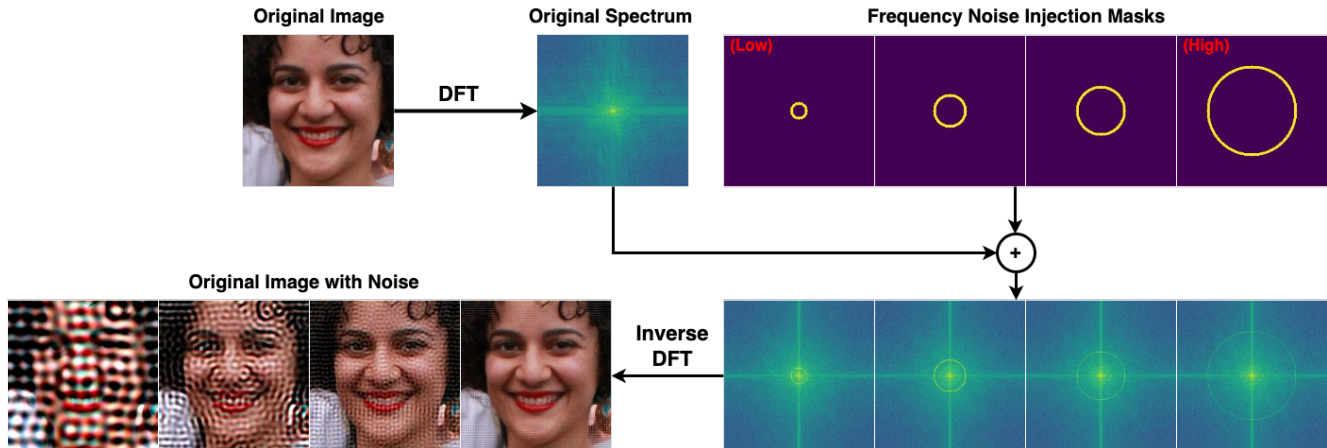 Original Image
Original Spectrum
Frequency Noise Injection Masks
(Low)
(High)
DFT
+
Original Image with Noise
Inverse
DFT